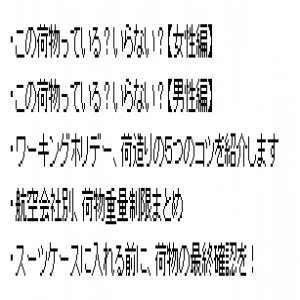 ・この荷物っている？いらない？【女性編】
・この荷物っている？いらない？【男性編】
・ワーキングホリデー、荷造りの5つのコツを紹介します
・航空会社別、荷物重量制限まとめ
・スーツケースに入れる前に、荷物の最終確認を！